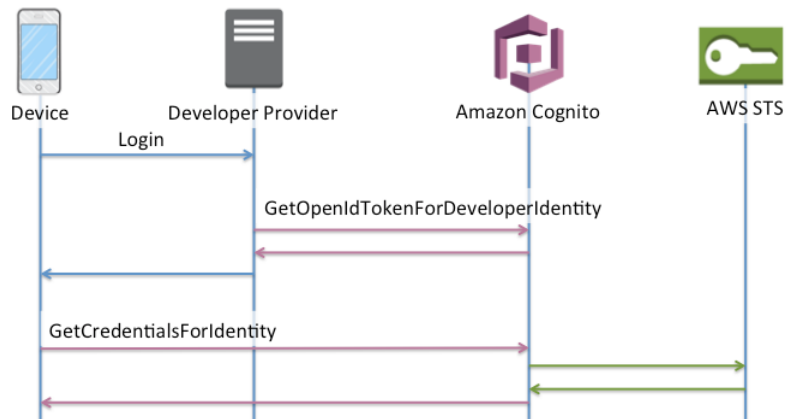 Device
Developer Provider
Amazon Cognito
AWS STS
Login
GetOpenIdTokenForDeveloperIdentity
GetCredentialsForIdentity